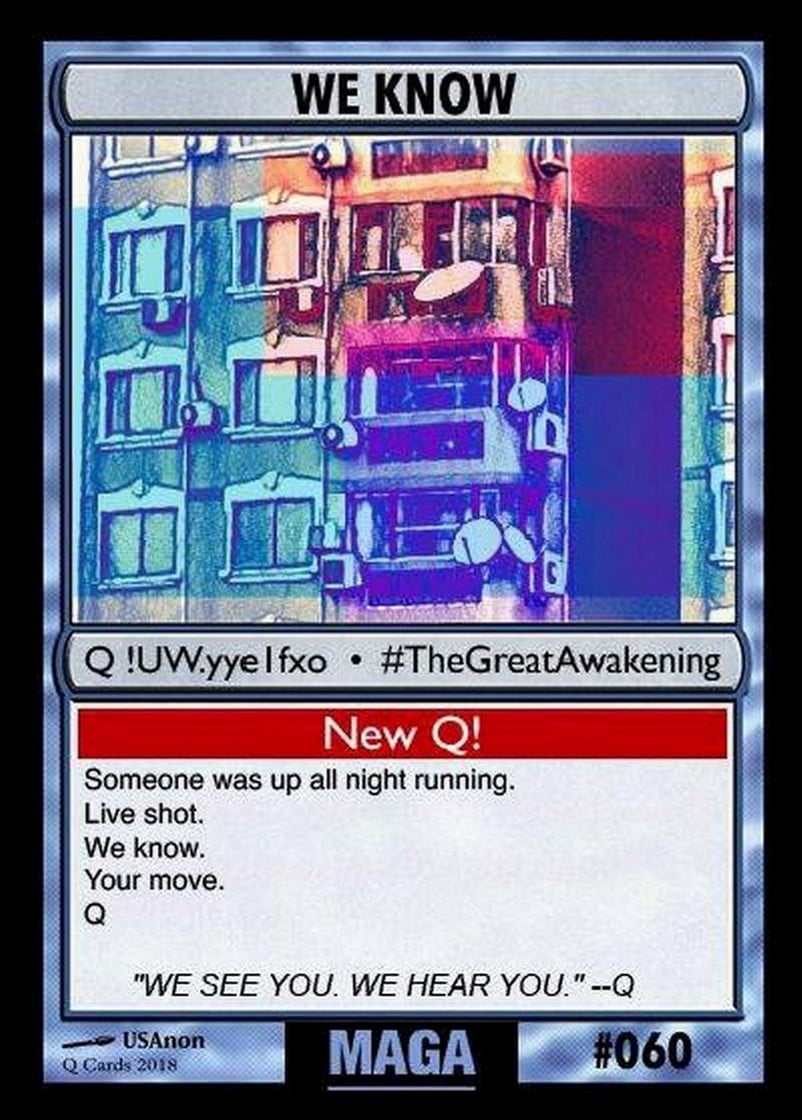 WE KNOW
Q !UW.yye1fxo • #TheGreatAwakening
New Q!
Someone was up all night running.
Live shot.
We know.
Your move.
Q
"WE SEE YOU. WE HEAR YOU." --Q
USAnon
Q Cards 2018
MAGA
#060